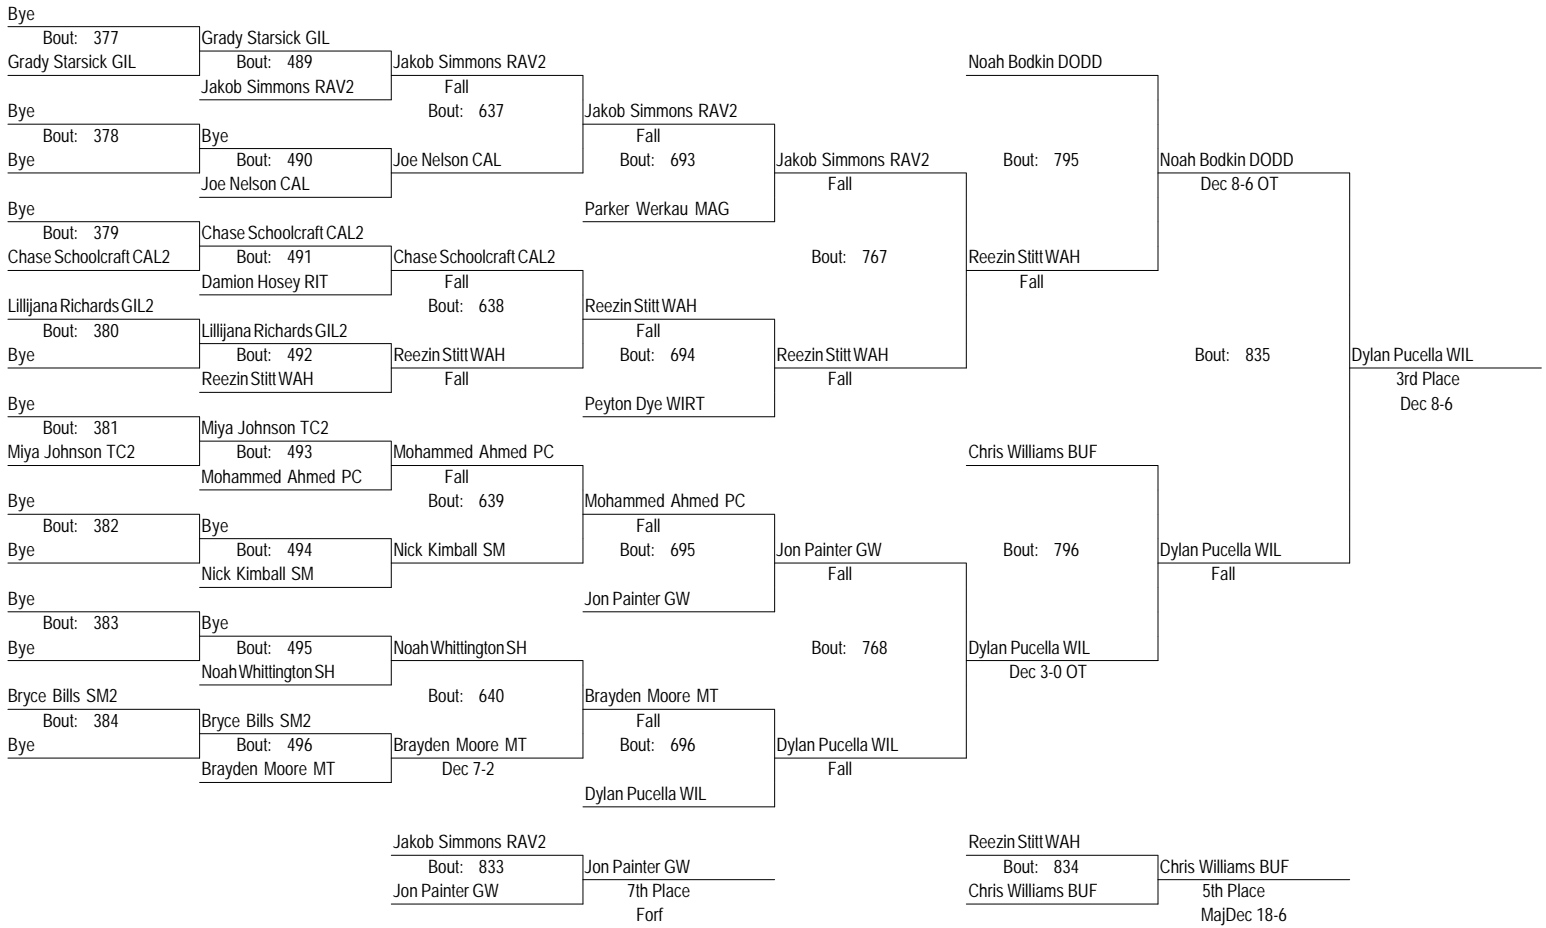 Bye
Bout: 377
Grady Starsick GIL
Bye
Bout: 378
Bye
Bye
Bout: 379
Chase Schoolcraft CAL2
Lillijana Richards GIL2
Bout: 380
Bye
Bye
Bout: 381
Miya Johnson TC2
Bye
Bout: 382
Bye
Bye
Bout: 383
Bye
Bryce Bills SM2
Bout: 384
Bye
Grady Starsick GIL
Bout: 489
Jakob Simmons RAV2
Bye
Bout: 490
Joe Nelson CAL
Chase Schoolcraft CAL2
Bout: 491
Damion Hosey RIT
Lillijana Richards GIL2
Bout: 492
Reezin Stitt WAH
Miya Johnson TC2
Bout: 493
Mohammed Ahmed PC
Bye
Bout: 494
Nick Kimball SM
Bye
Bout: 495
Noah Whittington SH
Bryce Bills SM2
Bout: 496
Brayden Moore MT
Jakob Simmons RAV2
Fall
Bout: 637
Joe Nelson CAL
Chase Schoolcraft CAL2
Fall
Bout: 638
Reezin Stitt WAH
Fall
Mohammed Ahmed PC
Fall
Bout: 639
Nick Kimball SM
Noah Whittington SH
Bout: 640
Brayden Moore MT
Dec 7-2
Jakob Simmons RAV2
Fall
Bout: 693
Parker Werkau MAG
Reezin Stitt WAH
Fall
Bout: 694
Peyton Dye WIRT
Mohammed Ahmed PC
Fall
Bout: 695
Jon Painter GW
Brayden Moore MT
Fall
Bout: 696
Dylan Pucella WIL
Jakob Simmons RAV2
Fall
Bout: 767
Reezin Stitt WAH
Fall
Jon Painter GW
Fall
Bout: 768
Dylan Pucella WIL
Fall
Noah Bodkin DODD
Bout: 795
Reezin Stitt WAH
Fall
Chris Williams BUF
Bout: 796
Dylan Pucella WIL
Dec 3-0 OT
Noah Bodkin DODD
Dec 8-6 OT
Bout: 835
Dylan Pucella WIL
Fall
Dylan Pucella WIL
3rd Place
Dec 8-6
Jakob Simmons RAV2
Bout: 833
Jon Painter GW
Jon Painter GW
7th Place
Forf
Reezin Stitt WAH
Bout: 834
Chris Williams BUF
Chris Williams BUF
5th Place
MajDec 18-6